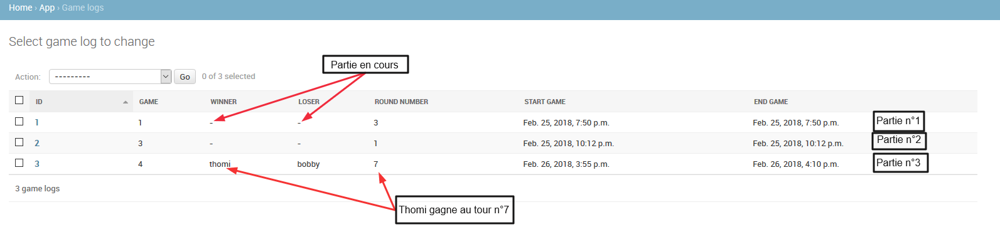 Home › App › Game logs
Select game log to change
Partie en cours
Action: --------- Go 0 of 3 selected
ID GAME WINNER LOSER ROUND NUMBER START GAME END GAME
1 1 - - 3 Feb. 25, 2018, 7:50 p.m. Feb. 25, 2018, 7:50 p.m. Partie n°1
2 3 - - 1 Feb. 25, 2018, 10:12 p.m. Feb. 25, 2018, 10:12 p.m. Partie n°2
3 4 thomi bobby 7 Feb. 26, 2018, 3:55 p.m. Feb. 26, 2018, 4:10 p.m. Partie n°3
3 game logs
Thomi gagne au tour n°7